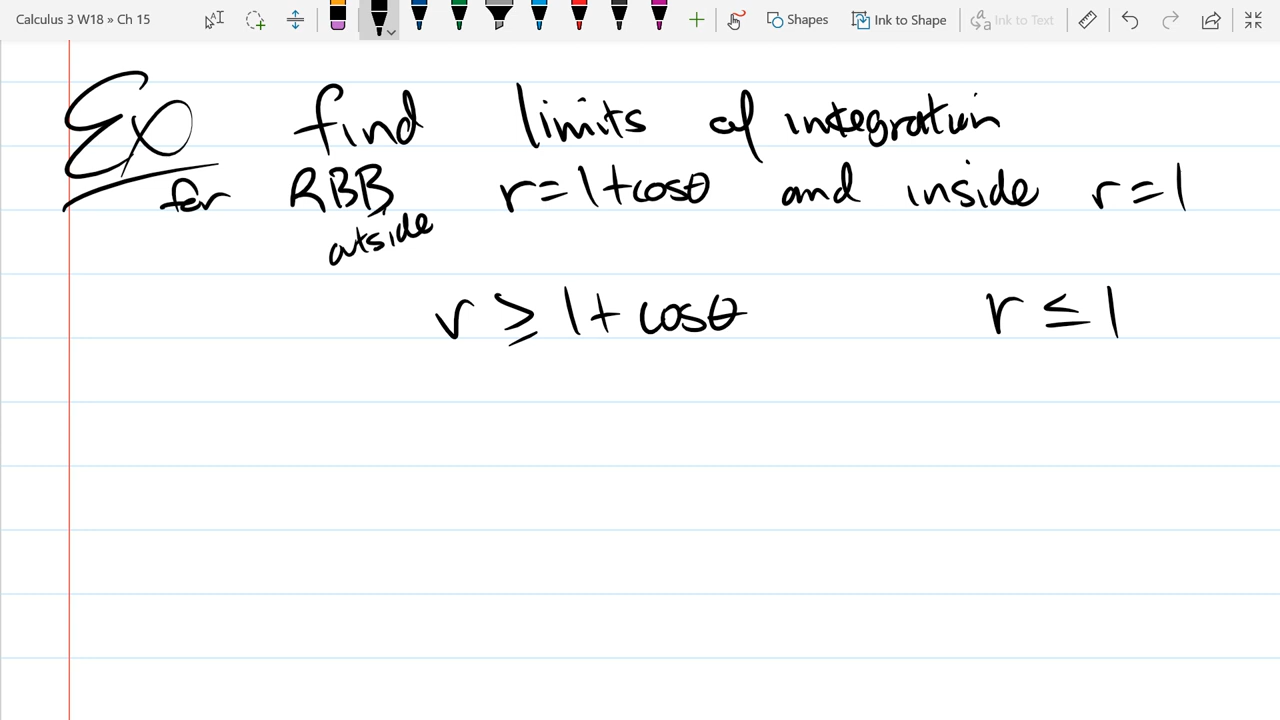 Calculus 3 W18 » Ch 15
Shapes
Ink to Shape
Ink to Text
Ex find limits of integration
for RBB r=1+cosθ and inside r=1
outside
r ≥ 1+cosθ r ≤ 1